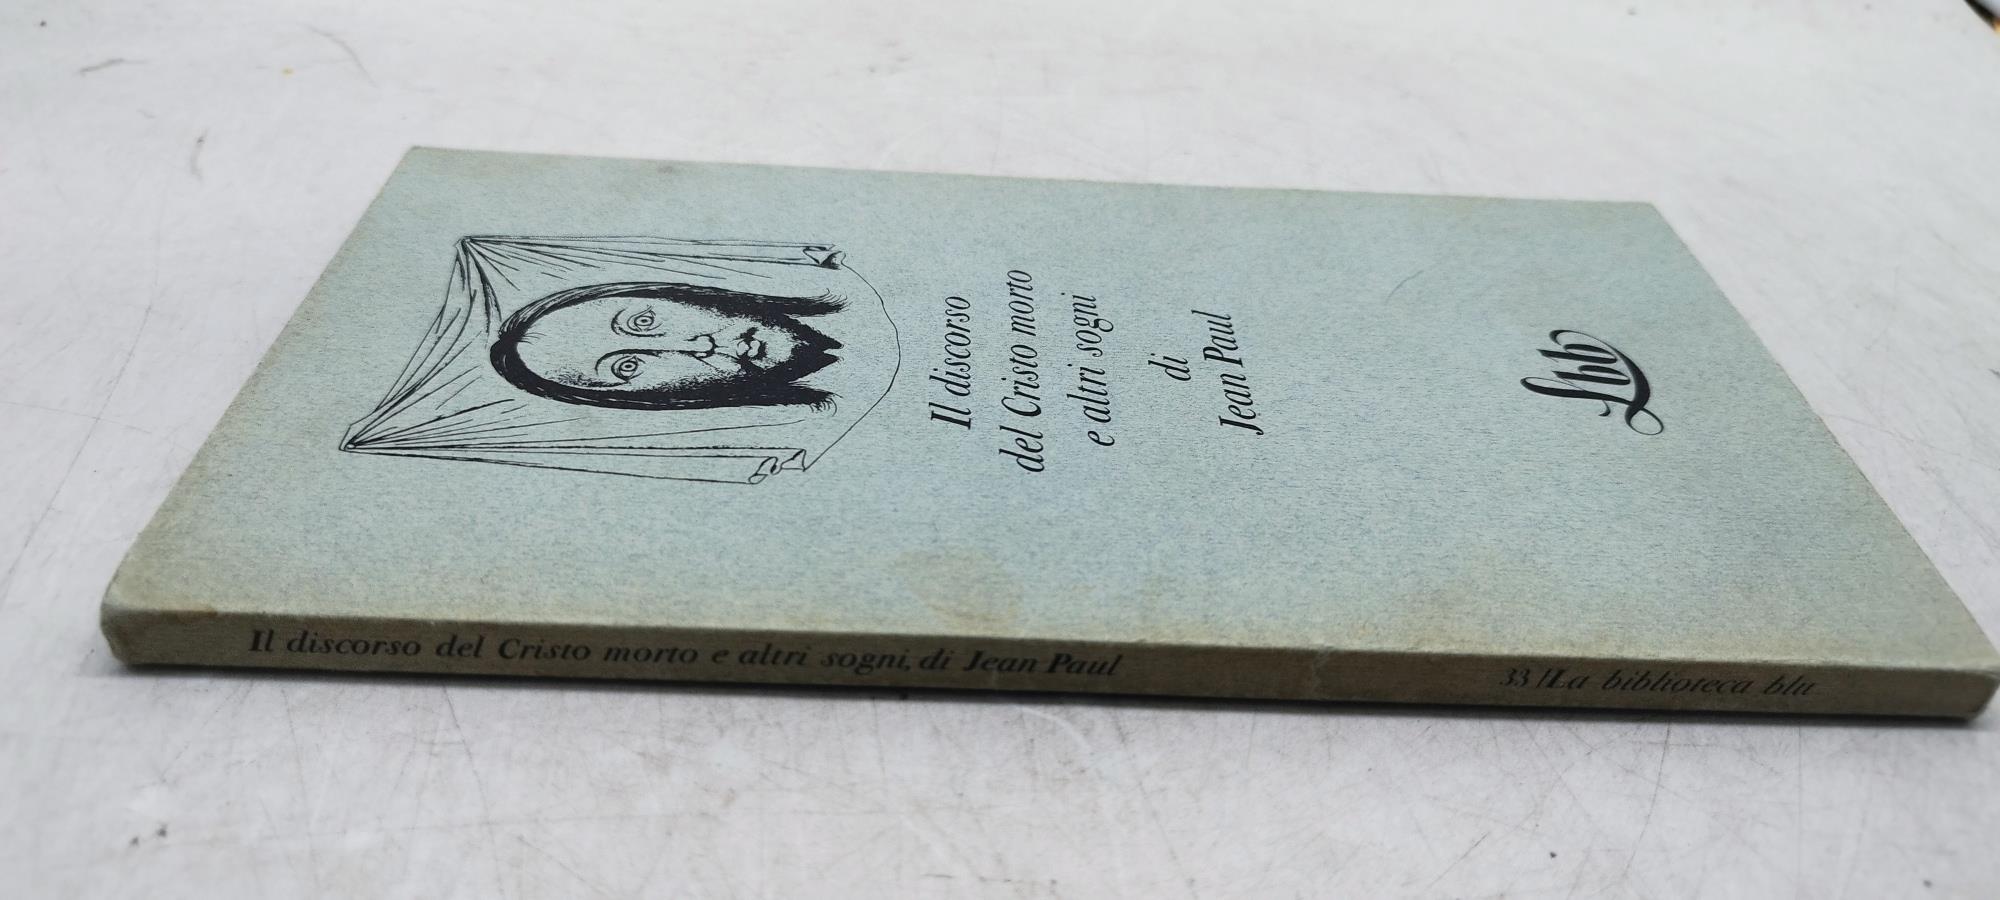 Il discorso
del Cristo morto
e altri sogni
di
Jean Paul
Lbb
Il discorso del Cristo morto e altri sogni, di Jean Paul
33 / La biblioteca blu